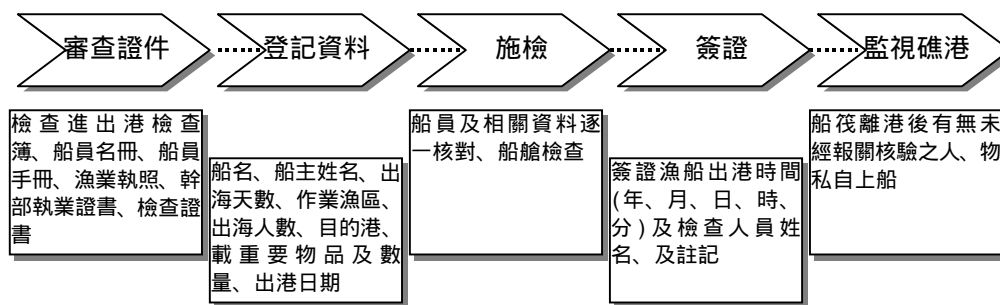 審查證件
登記資料
施檢
簽證
監視礁港
檢查進出港檢查
簿、船員名冊、船員
手冊、漁業執照、幹
部執業證書、檢查證
書
船名、船主姓名、出
海天數、作業漁區、
出海人數、目的港、
載重要物品及數
量、出港日期
船員及相關資料逐
一核對、船艙檢查
簽證漁船出港時間
(年、月、日、時、
分)及檢查人員姓
名、及註記
船筏離港後有無未
經報關核驗之人、物
私自上船